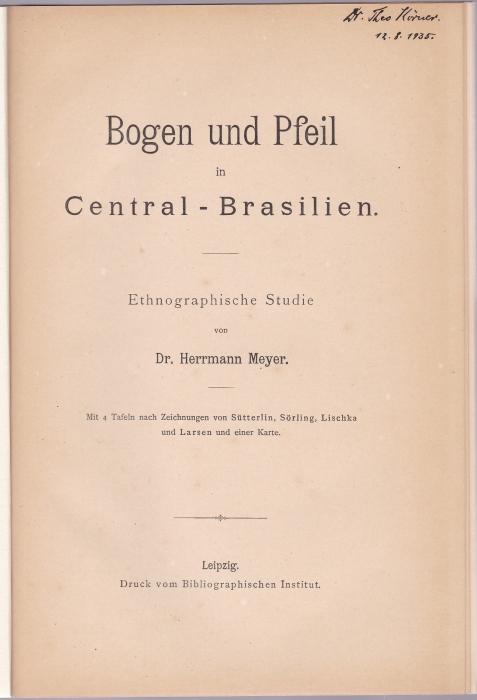 Dr. Theo Körner.
12. 8. 1935.
Bogen und Pfeil
in
Central - Brasilien.
Ethnographische Studie
von
Dr. Herrmann Meyer.
Mit 4 Tafeln nach Zeichnungen von Sütterlin, Sörling, Lischka
und Larsen und einer Karte.
Leipzig.
Druck vom Bibliographischen Institut.